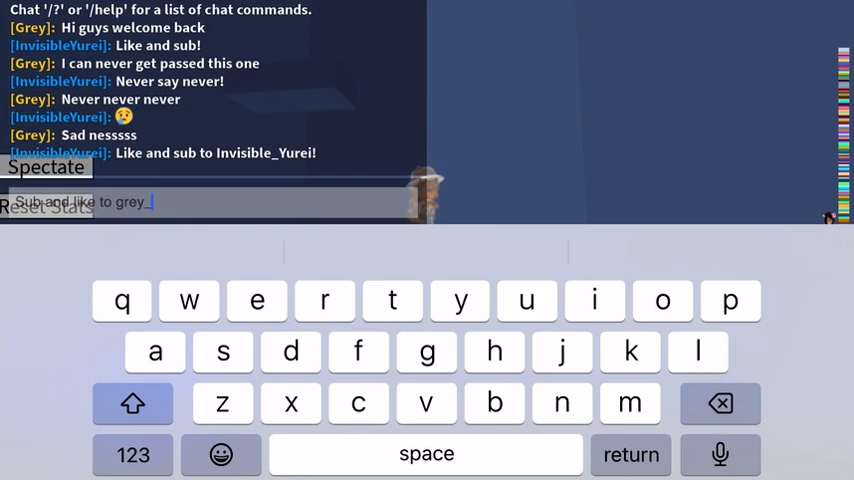 Chat '/?' or '/help' for a list of chat commands.
[Grey]: Hi guys welcome back
[InvisibleYurei]: Like and sub!
[Grey]: I can never get passed this one
[InvisibleYurei]: Never say never!
[Grey]: Never never never
[InvisibleYurei]: 😢
[Grey]: Sad nesssss
[InvisibleYurei]: Like and sub to Invisible_Yurei!
Spectate
Sub and like to grey_
Reset Stats
q w e r t y u i o p
a s d f g h j k l
z x c v b n m
123 space return